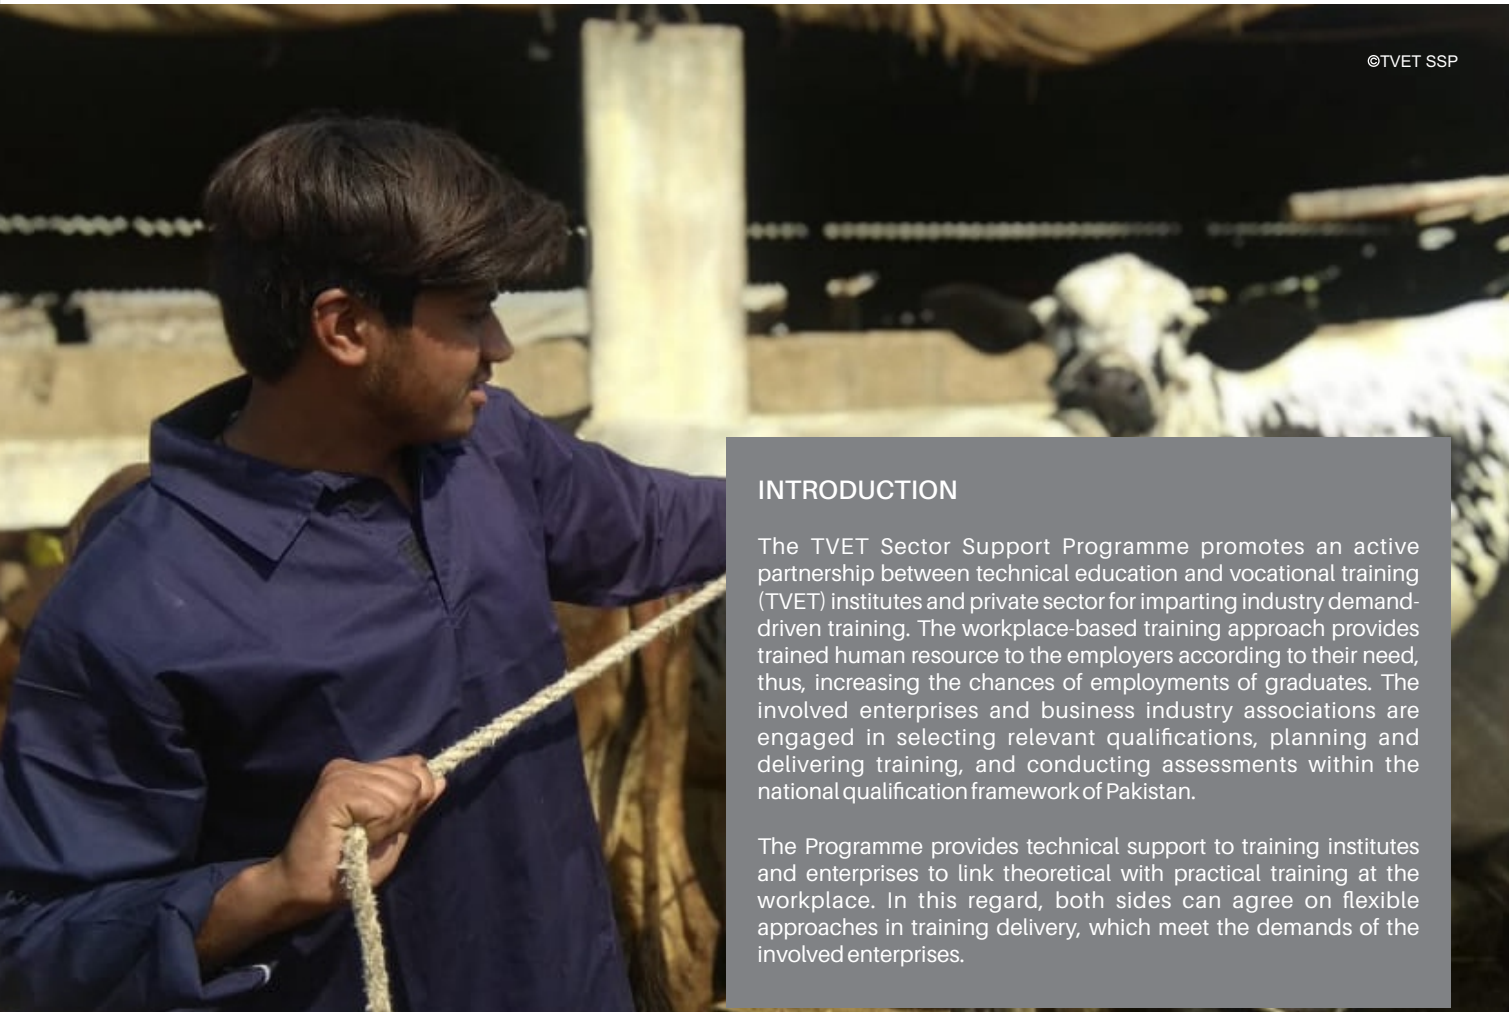 ©TVET SSP
INTRODUCTION
The TVET Sector Support Programme promotes an active
partnership between technical education and vocational training
(TVET) institutes and private sector for imparting industry demand-
driven training. The workplace-based training approach provides
trained human resource to the employers according to their need,
thus, increasing the chances of employments of graduates. The
involved enterprises and business industry associations are
engaged in selecting relevant qualifications, planning and
delivering training, and conducting assessments within the
national qualification framework of Pakistan.
The Programme provides technical support to training institutes
and enterprises to link theoretical with practical training at the
workplace. In this regard, both sides can agree on flexible
approaches in training delivery, which meet the demands of the
involved enterprises.